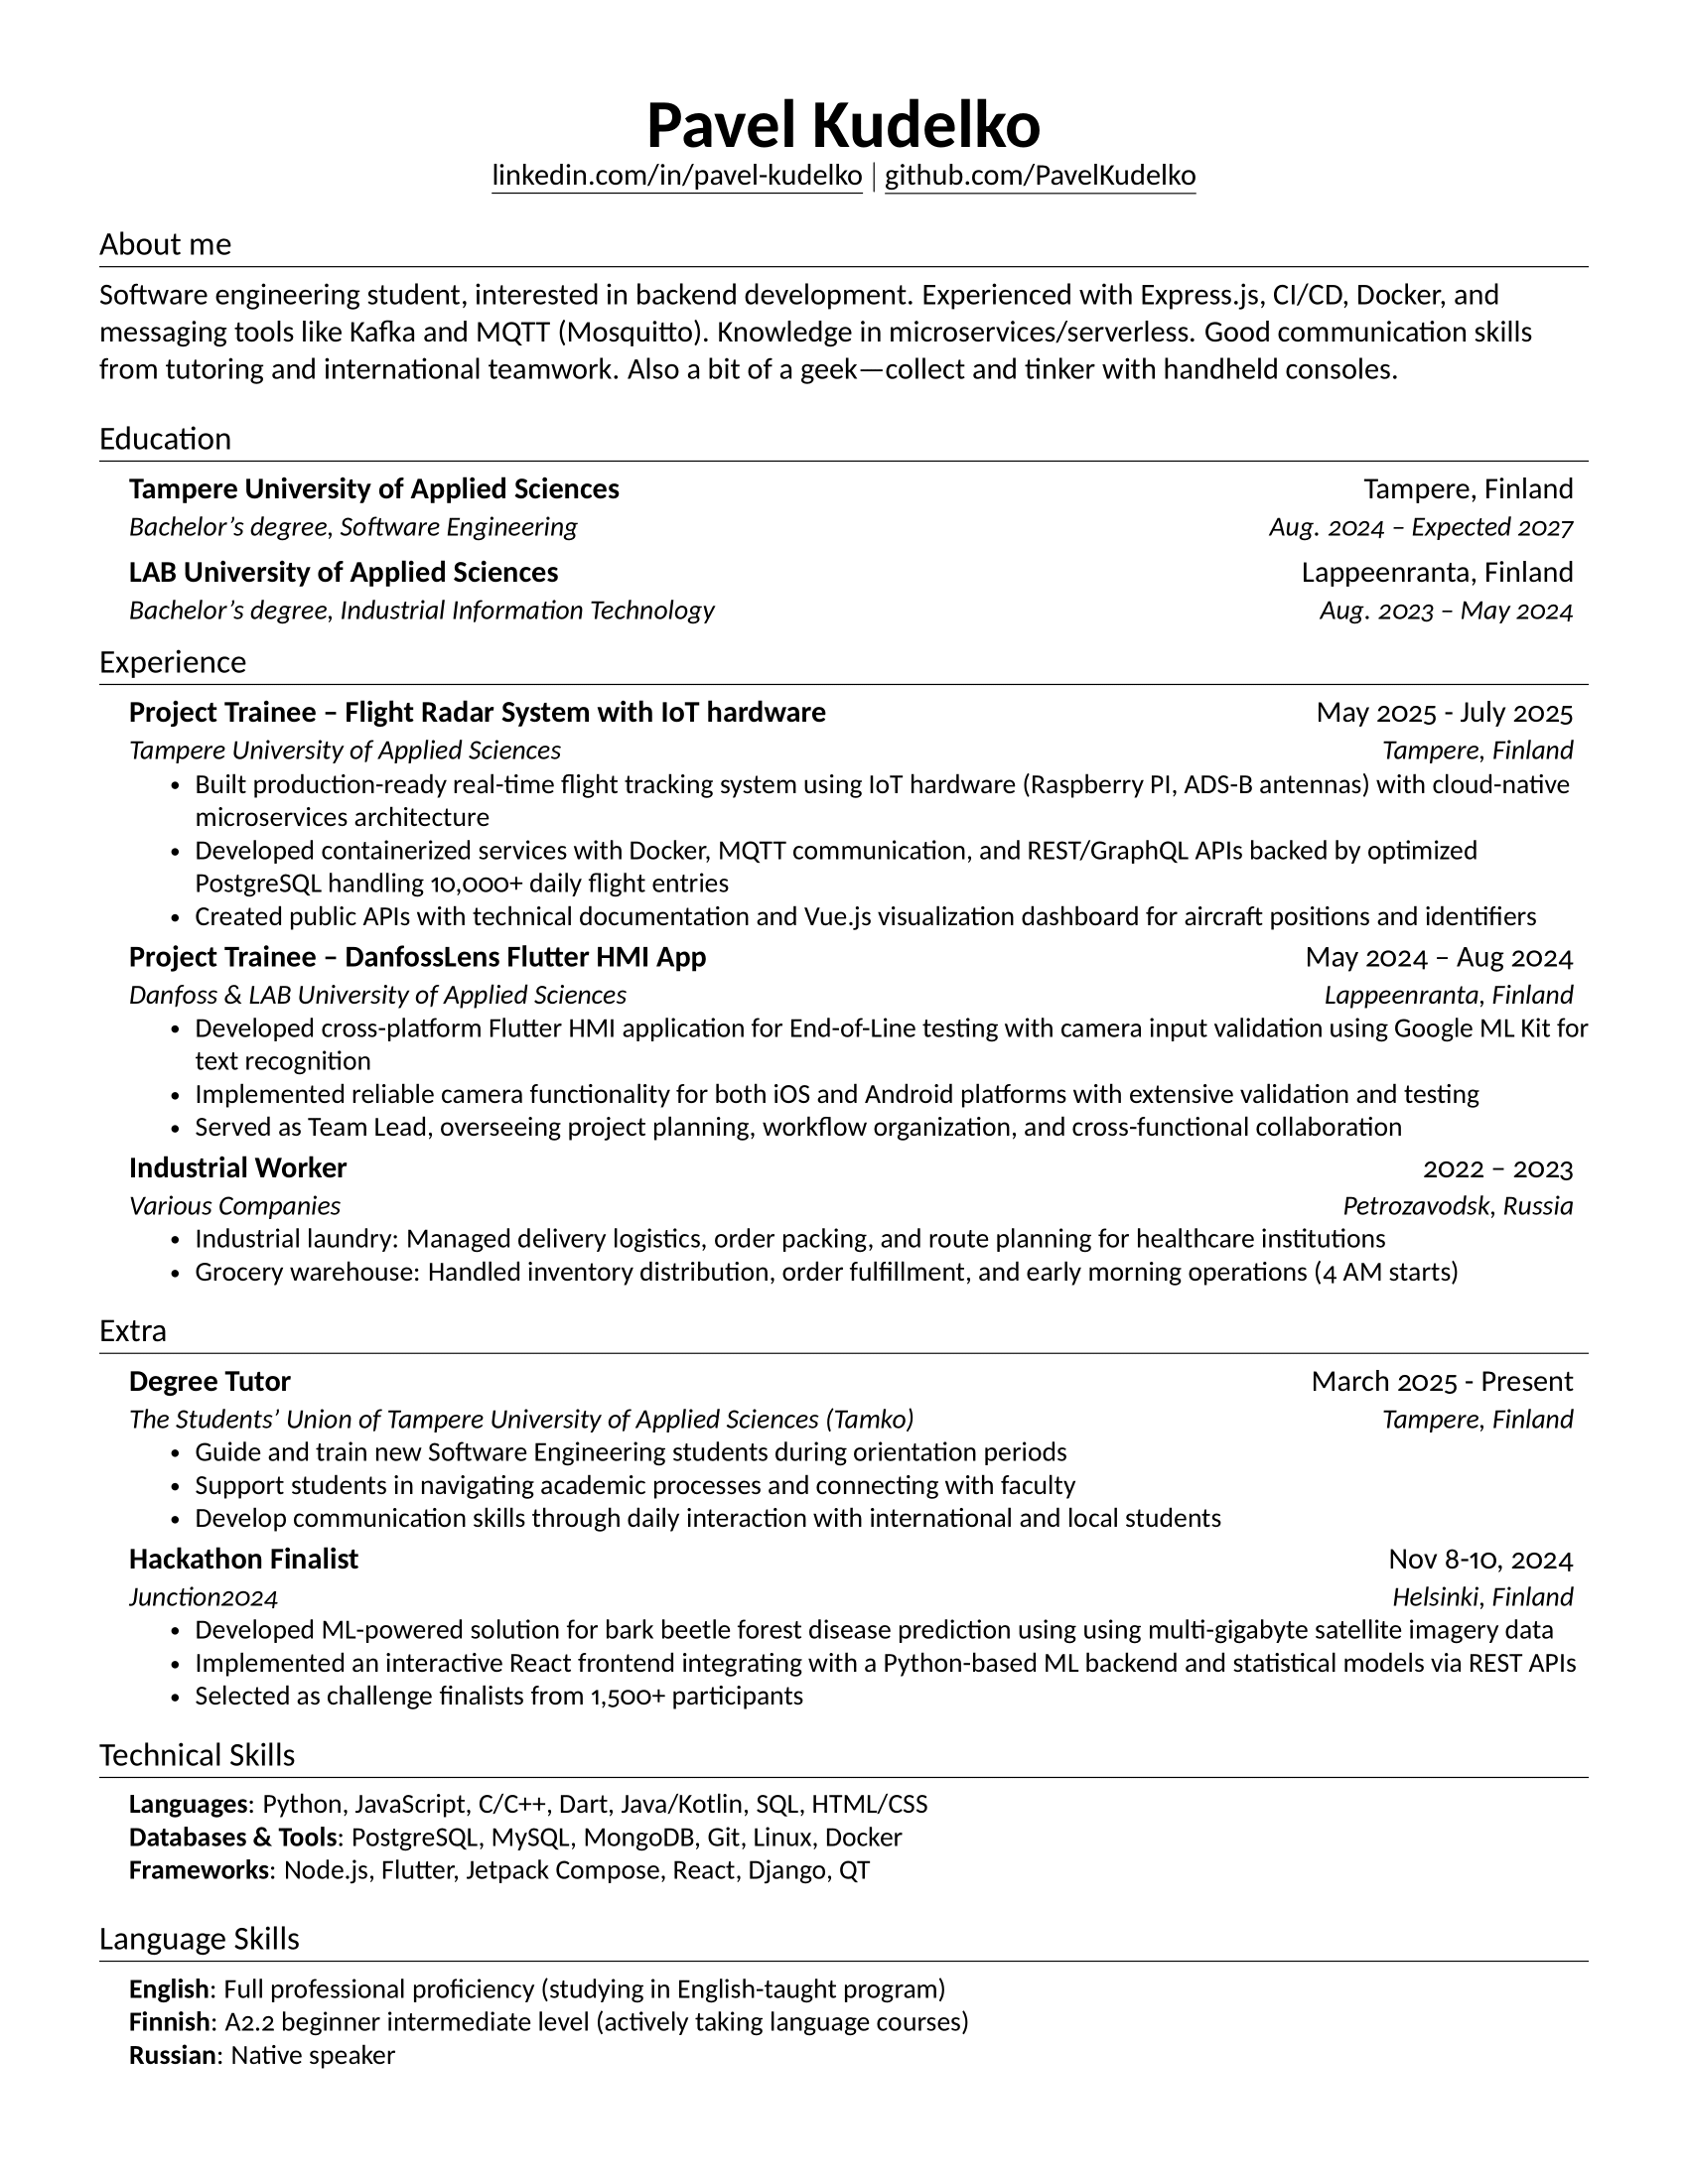 Pavel Kudelko
linkedin.com/in/pavel-kudelko | github.com/PavelKudelko
About me
Software engineering student, interested in backend development. Experienced with Express.js, CI/CD, Docker, and
messaging tools like Kafka and MQTT (Mosquitto). Knowledge in microservices/serverless. Good communication skills
from tutoring and international teamwork. Also a bit of a geek—collect and tinker with handheld consoles.
Education
Tampere University of Applied Sciences Tampere, Finland
Bachelor’s degree, Software Engineering Aug. 2024 – Expected 2027
LAB University of Applied Sciences Lappeenranta, Finland
Bachelor’s degree, Industrial Information Technology Aug. 2023 – May 2024
Experience
Project Trainee – Flight Radar System with IoT hardware May 2025 - July 2025
Tampere University of Applied Sciences Tampere, Finland
• Built production-ready real-time flight tracking system using IoT hardware (Raspberry PI, ADS-B antennas) with cloud-native
microservices architecture
• Developed containerized services with Docker, MQTT communication, and REST/GraphQL APIs backed by optimized
PostgreSQL handling 10,000+ daily flight entries
• Created public APIs with technical documentation and Vue.js visualization dashboard for aircraft positions and identifiers
Project Trainee – DanfossLens Flutter HMI App May 2024 – Aug 2024
Danfoss & LAB University of Applied Sciences Lappeenranta, Finland
• Developed cross-platform Flutter HMI application for End-of-Line testing with camera input validation using Google ML Kit for
text recognition
• Implemented reliable camera functionality for both iOS and Android platforms with extensive validation and testing
• Served as Team Lead, overseeing project planning, workflow organization, and cross-functional collaboration
Industrial Worker 2022 – 2023
Various Companies Petrozavodsk, Russia
• Industrial laundry: Managed delivery logistics, order packing, and route planning for healthcare institutions
• Grocery warehouse: Handled inventory distribution, order fulfillment, and early morning operations (4 AM starts)
Extra
Degree Tutor March 2025 - Present
The Students’ Union of Tampere University of Applied Sciences (Tamko) Tampere, Finland
• Guide and train new Software Engineering students during orientation periods
• Support students in navigating academic processes and connecting with faculty
• Develop communication skills through daily interaction with international and local students
Hackathon Finalist Nov 8-10, 2024
Junction2024 Helsinki, Finland
• Developed ML-powered solution for bark beetle forest disease prediction using using multi-gigabyte satellite imagery data
• Implemented an interactive React frontend integrating with a Python-based ML backend and statistical models via REST APIs
• Selected as challenge finalists from 1,500+ participants
Technical Skills
Languages: Python, JavaScript, C/C++, Dart, Java/Kotlin, SQL, HTML/CSS
Databases & Tools: PostgreSQL, MySQL, MongoDB, Git, Linux, Docker
Frameworks: Node.js, Flutter, Jetpack Compose, React, Django, QT
Language Skills
English: Full professional proficiency (studying in English-taught program)
Finnish: A2.2 beginner intermediate level (actively taking language courses)
Russian: Native speaker